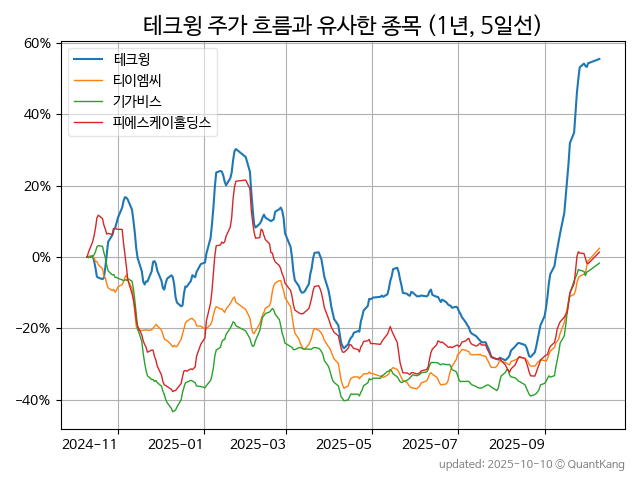 테크윙 주가 흐름과 유사한 종목 (1년, 5일선)
60%
40%
20%
0%
−20%
−40%
테크윙
티이엠씨
기가비스
피에스케이홀딩스
2024-11 2025-01 2025-03 2025-05 2025-07 2025-09
updated: 2025-10-10 © QuantKang